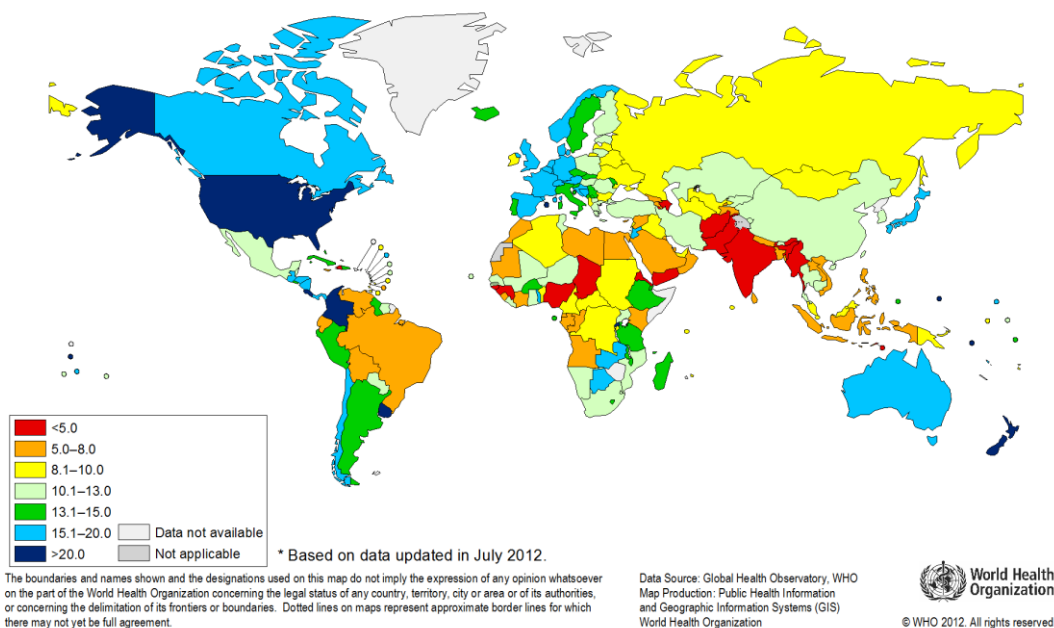 <5.0
5.0–8.0
8.1–10.0
10.1–13.0
13.1–15.0
15.1–20.0
>20.0
Data not available
Not applicable
* Based on data updated in July 2012.
The boundaries and names shown and the designations used on this map do not imply the expression of any opinion whatsoever
on the part of the World Health Organization concerning the legal status of any country, territory, city or area or of its authorities,
or concerning the delimitation of its frontiers or boundaries.  Dotted lines on maps represent approximate border lines for which
there may not yet be full agreement.
Data Source: Global Health Observatory, WHO
Map Production: Public Health Information
and Geographic Information Systems (GIS)
World Health Organization
World Health
Organization
© WHO 2012. All rights reserved